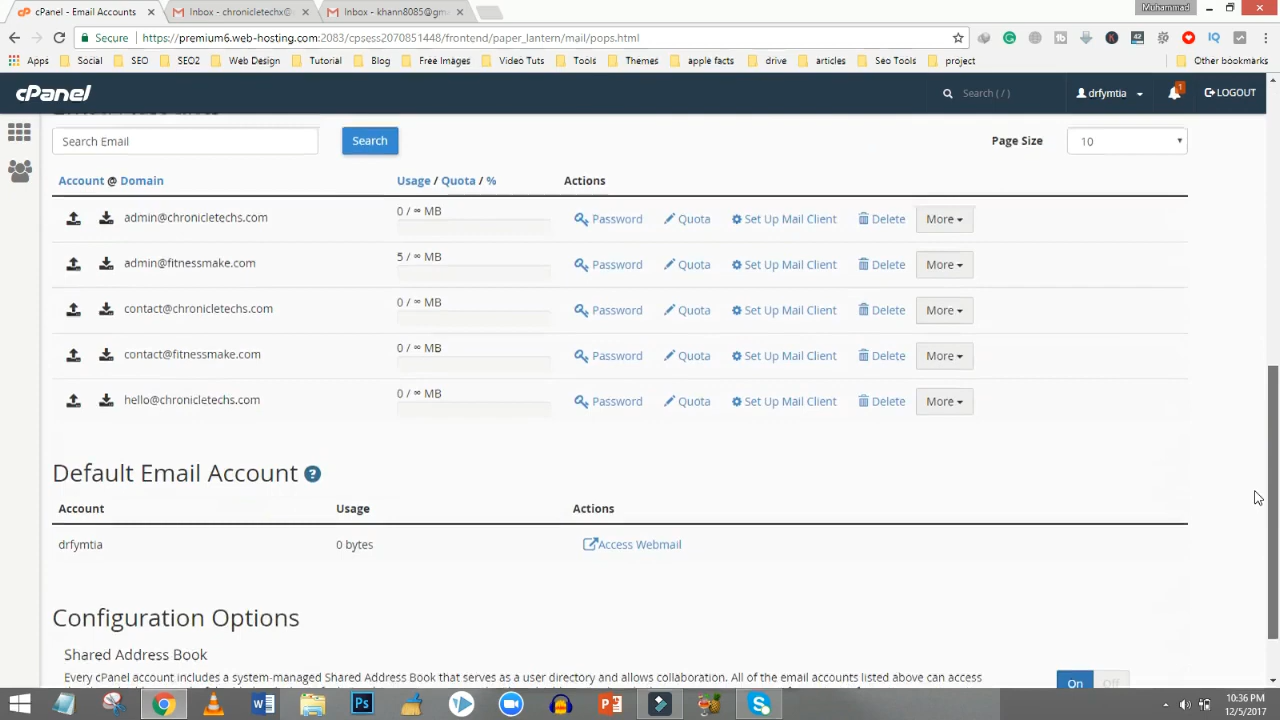 cPanel - Email Accounts
Inbox - chronicletechx@
Inbox - khann8085@gm
Muhammad
Secure
https://premium6.web-hosting.com:2083/cpsess2070851448/frontend/paper_lantern/mail/pops.html
Apps Social SEO SEO2 Web Design Tutorial Blog Free Images Video Tuts Tools Themes apple facts drive articles Seo Tools project Other bookmarks
cPanel Search ( / ) drfymtia 1 LOGOUT
Search Email Search Page Size 10
Account @ Domain Usage / Quota / % Actions
admin@chronicletechs.com 0 / ∞ MB Password Quota Set Up Mail Client Delete More
admin@fitnessmake.com 5 / ∞ MB Password Quota Set Up Mail Client Delete More
contact@chronicletechs.com 0 / ∞ MB Password Quota Set Up Mail Client Delete More
contact@fitnessmake.com 0 / ∞ MB Password Quota Set Up Mail Client Delete More
hello@chronicletechs.com 0 / ∞ MB Password Quota Set Up Mail Client Delete More
Default Email Account ?
Account Usage Actions
drfymtia 0 bytes Access Webmail
Configuration Options
Shared Address Book
Every cPanel account includes a system-managed Shared Address Book that serves as a user directory and allows collaboration. All of the email accounts listed above can access
On Off
10:36 PM
12/5/2017